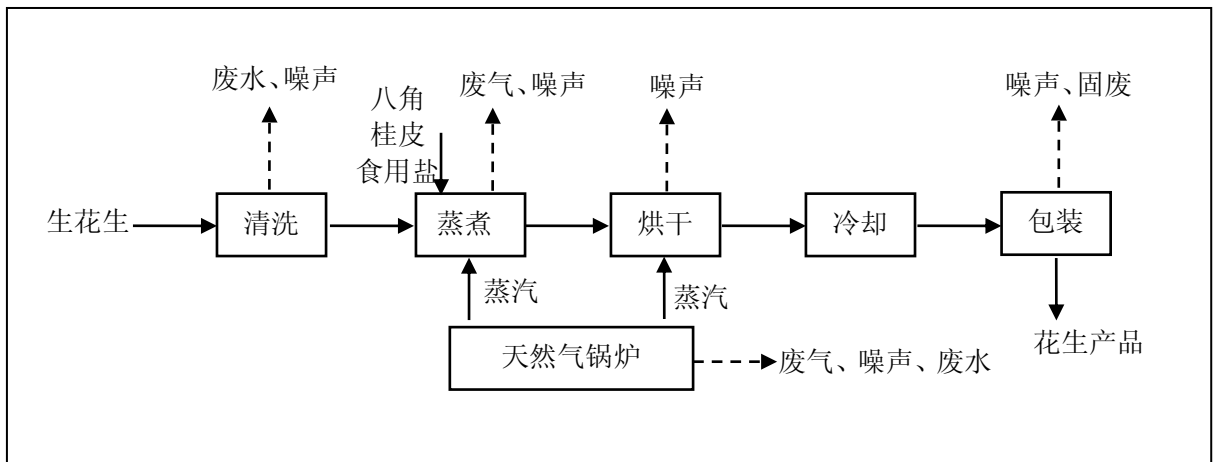 废水、噪声
八角
桂皮
食用盐
废气、噪声
噪声
噪声、固废
生花生
清洗
蒸煮
烘干
冷却
包装
蒸汽
蒸汽
天然气锅炉
废气、噪声、废水
花生产品